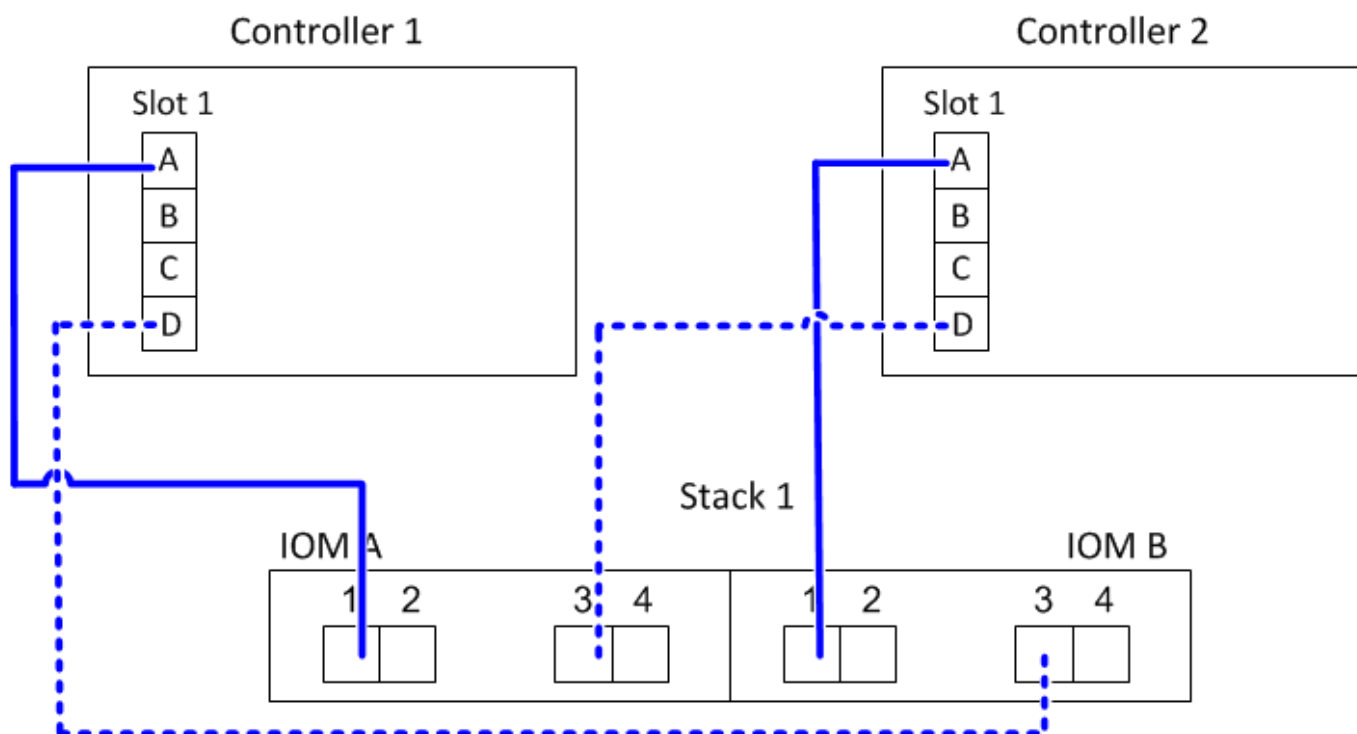 Controller 1
Controller 2
Slot 1
A
B
C
D
Slot 1
A
B
C
D
Stack 1
IOM A
IOM B
1 2 3 4 1 2 3 4